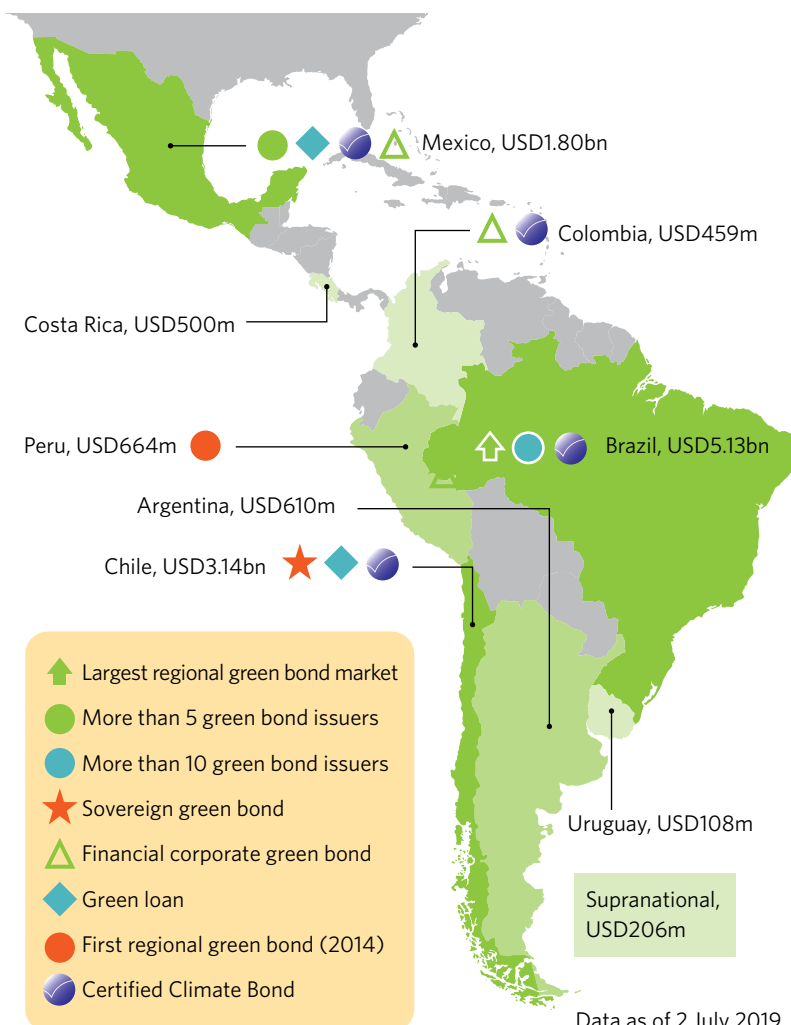 Mexico, USD1.80bn
Colombia, USD459m
Costa Rica, USD500m
Peru, USD664m
Brazil, USD5.13bn
Argentina, USD610m
Chile, USD3.14bn
Largest regional green bond market
More than 5 green bond issuers
More than 10 green bond issuers
Sovereign green bond
Financial corporate green bond
Green loan
First regional green bond (2014)
Certified Climate Bond
Uruguay, USD108m
Supranational,
USD206m
Data as of 2 July 2019